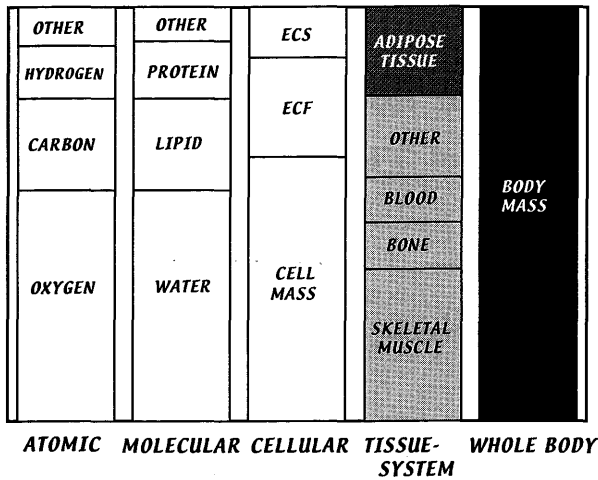 OTHER
HYDROGEN
CARBON
OXYGEN
OTHER
PROTEIN
LIPID
WATER
ECS
ECF
CELL
MASS
ADIPOSE
TISSUE
OTHER
BLOOD
BONE
SKELETAL
MUSCLE
BODY
MASS
ATOMIC MOLECULAR CELLULAR TISSUE- WHOLE BODY
SYSTEM